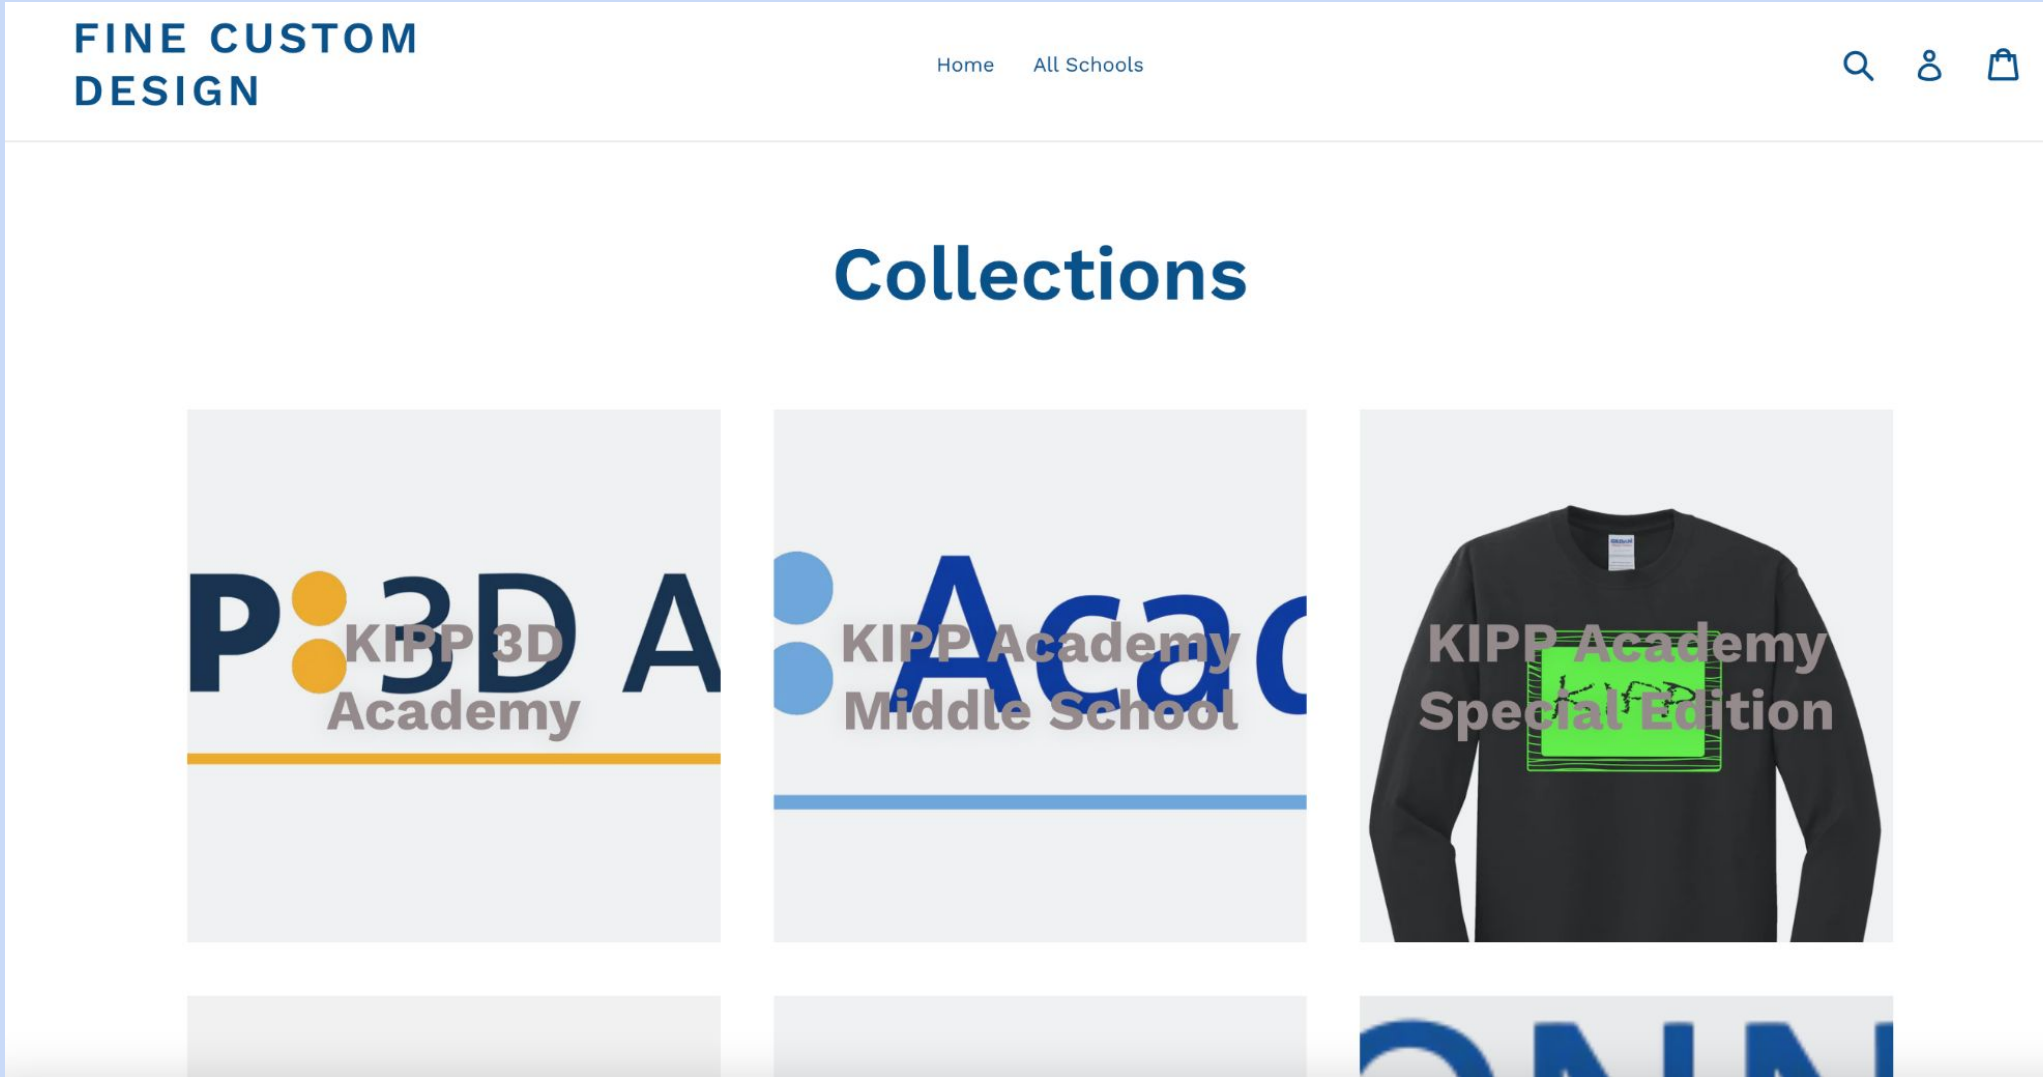 FINE CUSTOM
DESIGN
Home
All Schools
Collections
P:3D A
KIPP 3D
Academy
Acad
KIPP Academy
Middle School
KIPP
KIPP Academy
Special Edition
ONN